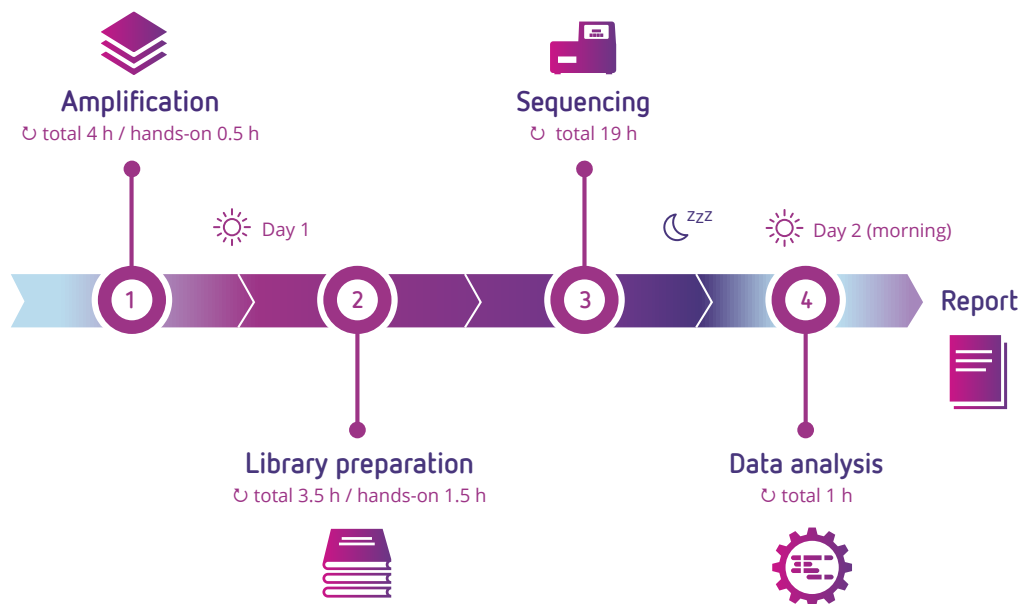 Amplification
↻ total 4 h / hands-on 0.5 h
Sequencing
↻ total 19 h
Day 1
zzz
Day 2 (morning)
1
2
3
4
Report
Library preparation
↻ total 3.5 h / hands-on 1.5 h
Data analysis
↻ total 1 h